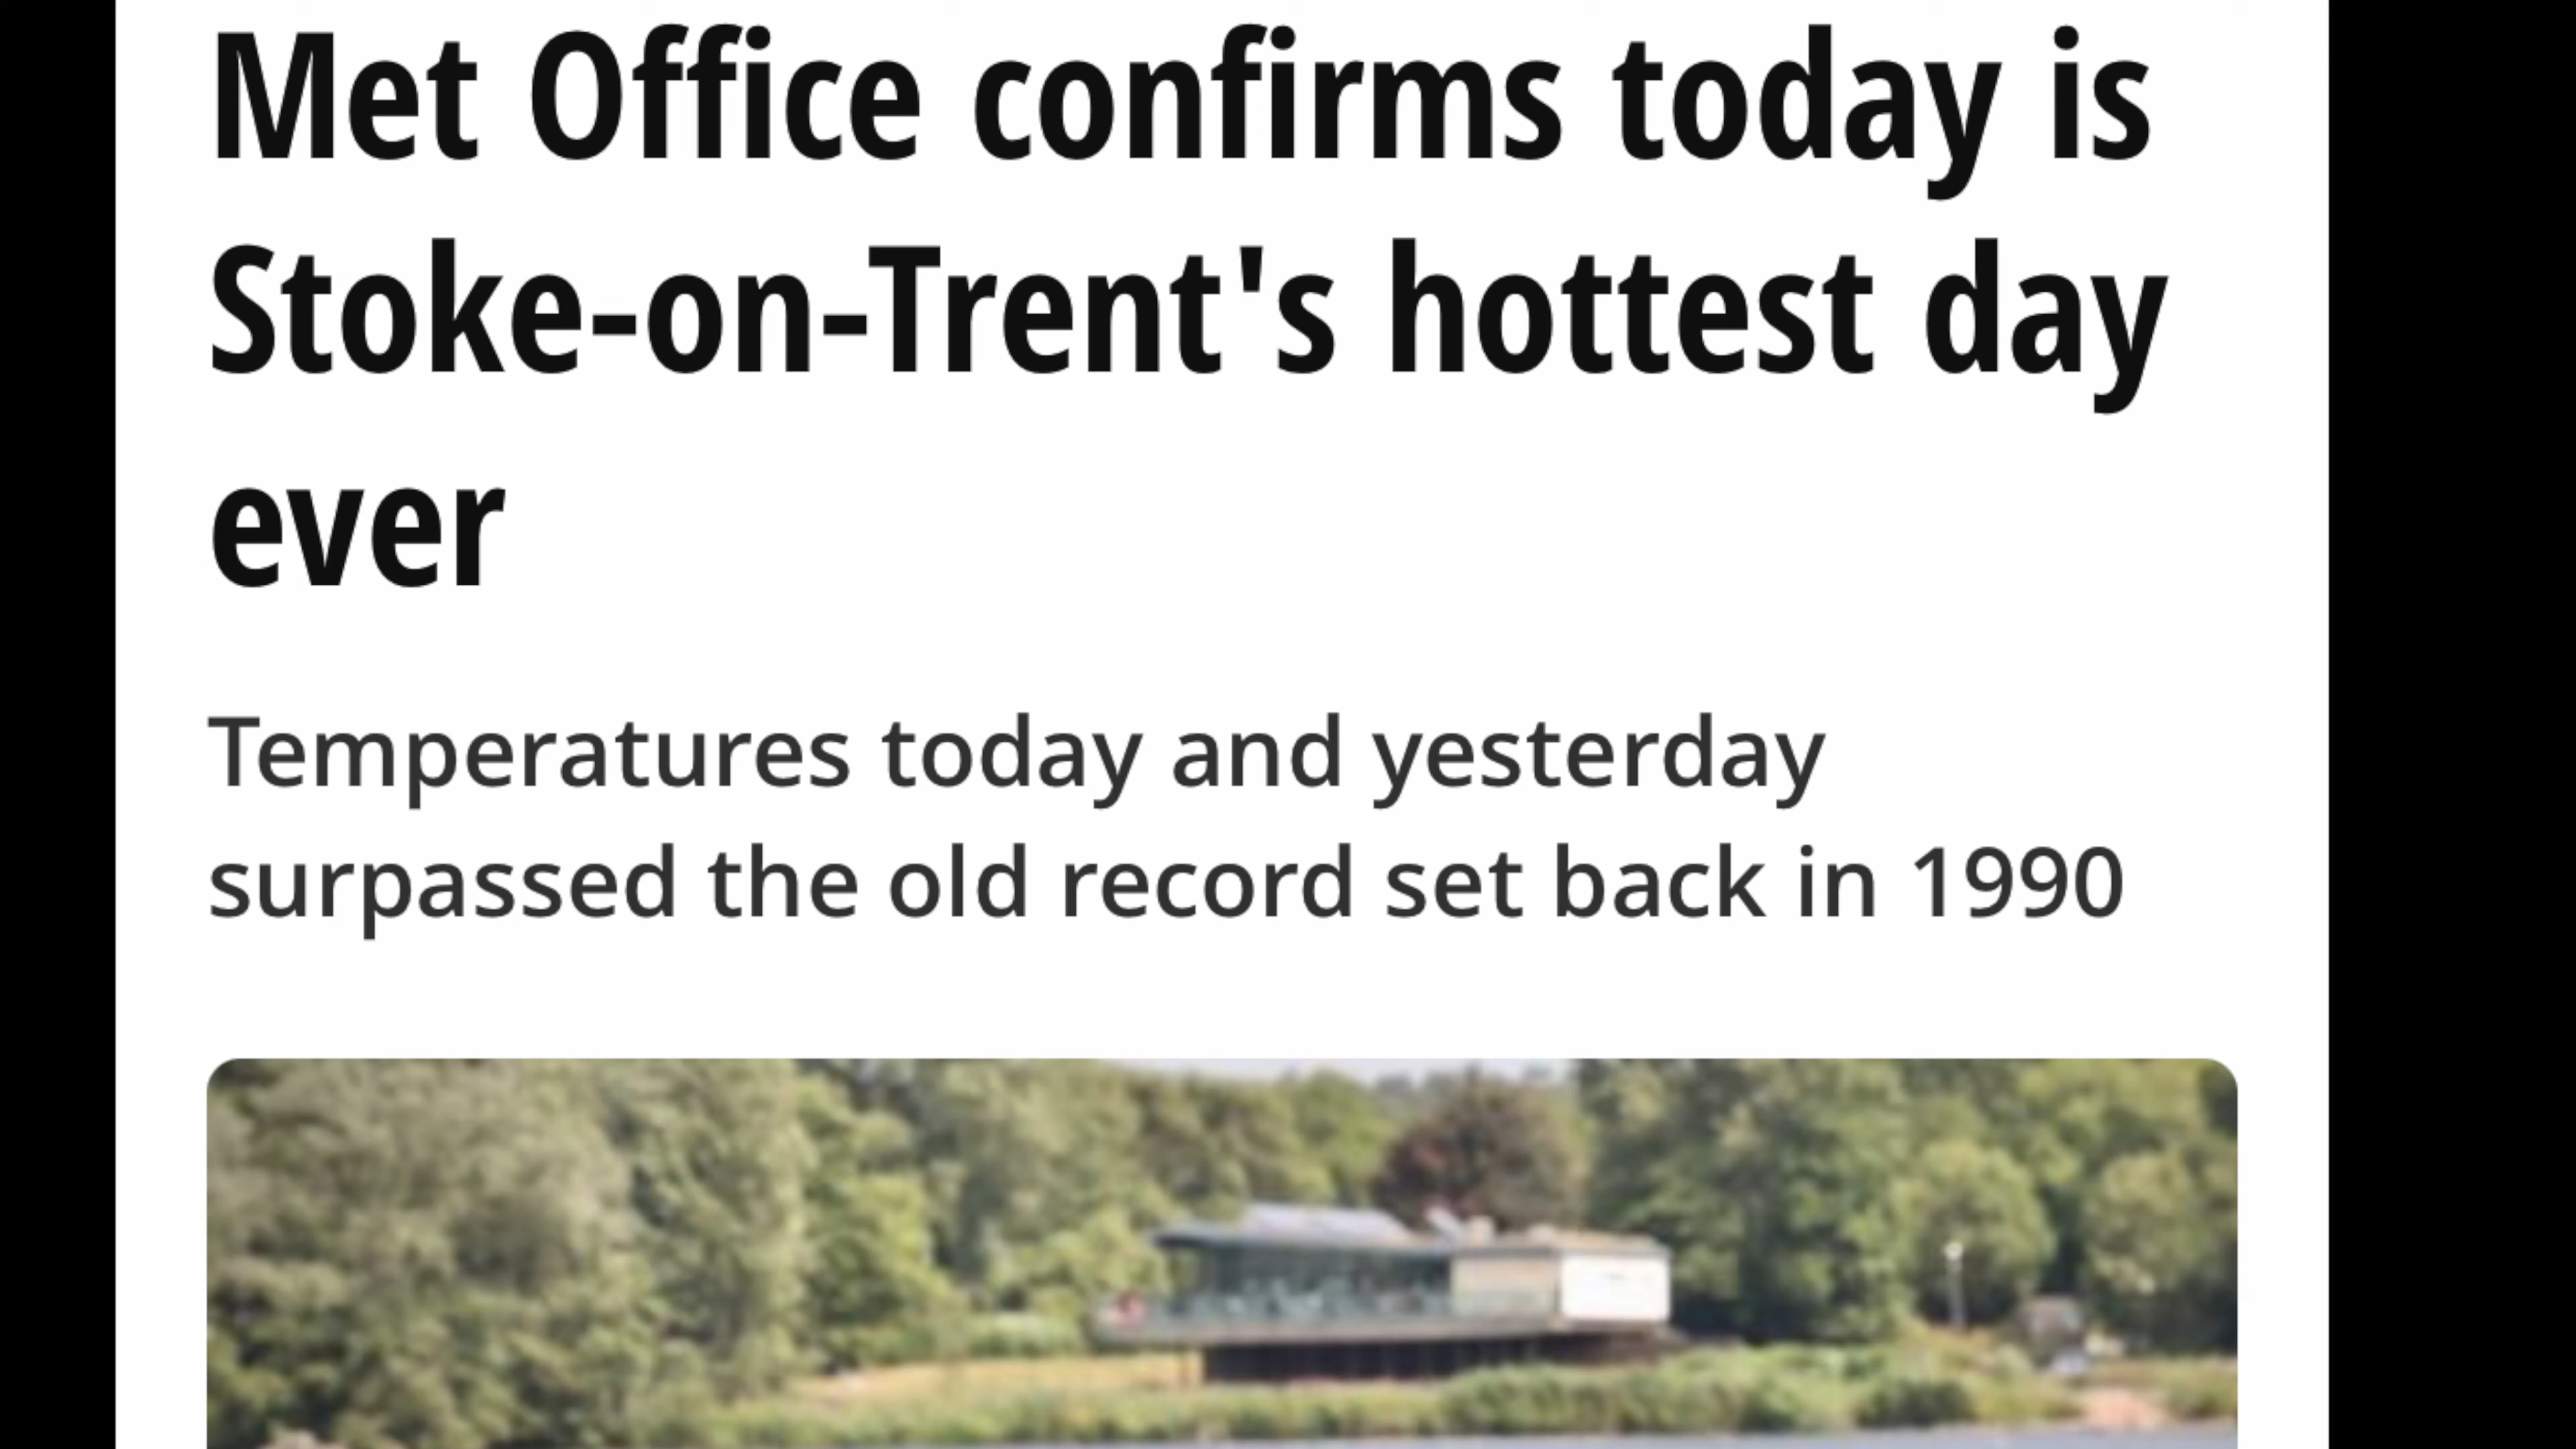 Met Office confirms today is
Stoke-on-Trent's hottest day
ever
Temperatures today and yesterday
surpassed the old record set back in 1990